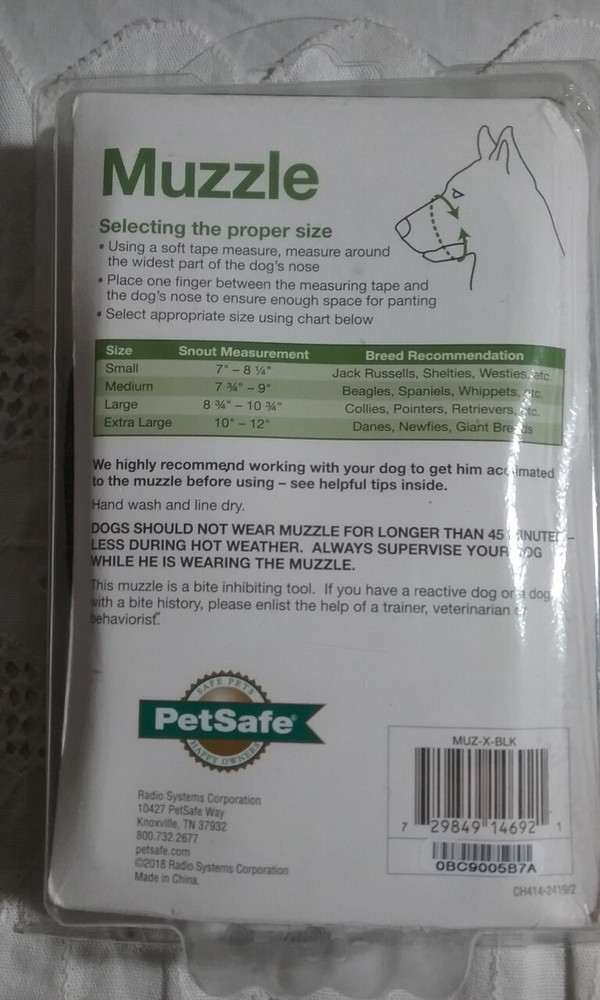 Muzzle
Selecting the proper size
• Using a soft tape measure, measure around
the widest part of the dog's nose
• Place one finger between the measuring tape and
the dog's nose to ensure enough space for panting
• Select appropriate size using chart below
Size Snout Measurement Breed Recommendation
Small 7" – 8 ¼" Jack Russells, Shelties, Westies, etc.
Medium 7 ¾" – 9" Beagles, Spaniels, Whippets, etc.
Large 8 ¾" – 10 ¾" Collies, Pointers, Retrievers, etc.
Extra Large 10" – 12" Danes, Newfies, Giant Breeds
We highly recommend working with your dog to get him acclimated
to the muzzle before using – see helpful tips inside.
Hand wash and line dry.
DOGS SHOULD NOT WEAR MUZZLE FOR LONGER THAN 45 MINUTES –
LESS DURING HOT WEATHER. ALWAYS SUPERVISE YOUR DOG
WHILE HE IS WEARING THE MUZZLE.
This muzzle is a bite inhibiting tool. If you have a reactive dog or a dog
with a bite history, please enlist the help of a trainer, veterinarian or
behaviorist.
SAFE PETS
PetSafe®
HAPPY OWNERS
Radio Systems Corporation
10427 PetSafe Way
Knoxville, TN 37932
800.732.2677
petsafe.com
©2018 Radio Systems Corporation
Made in China.
MUZ-X-BLK
7 29849 14692 1
0BC9005B7A
CH414-2419/2